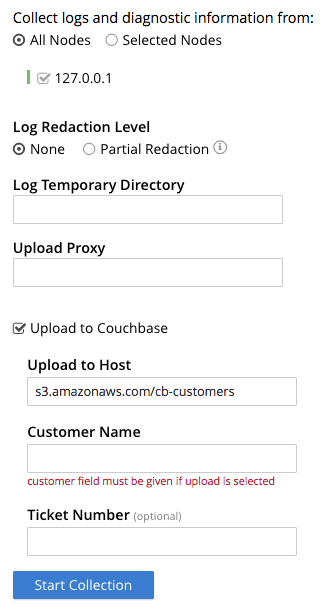 Collect logs and diagnostic information from:
All Nodes Selected Nodes
127.0.0.1
Log Redaction Level
None Partial Redaction
Log Temporary Directory
Upload Proxy
Upload to Couchbase
Upload to Host
s3.amazonaws.com/cb-customers
Customer Name
customer field must be given if upload is selected
Ticket Number (optional)
Start Collection